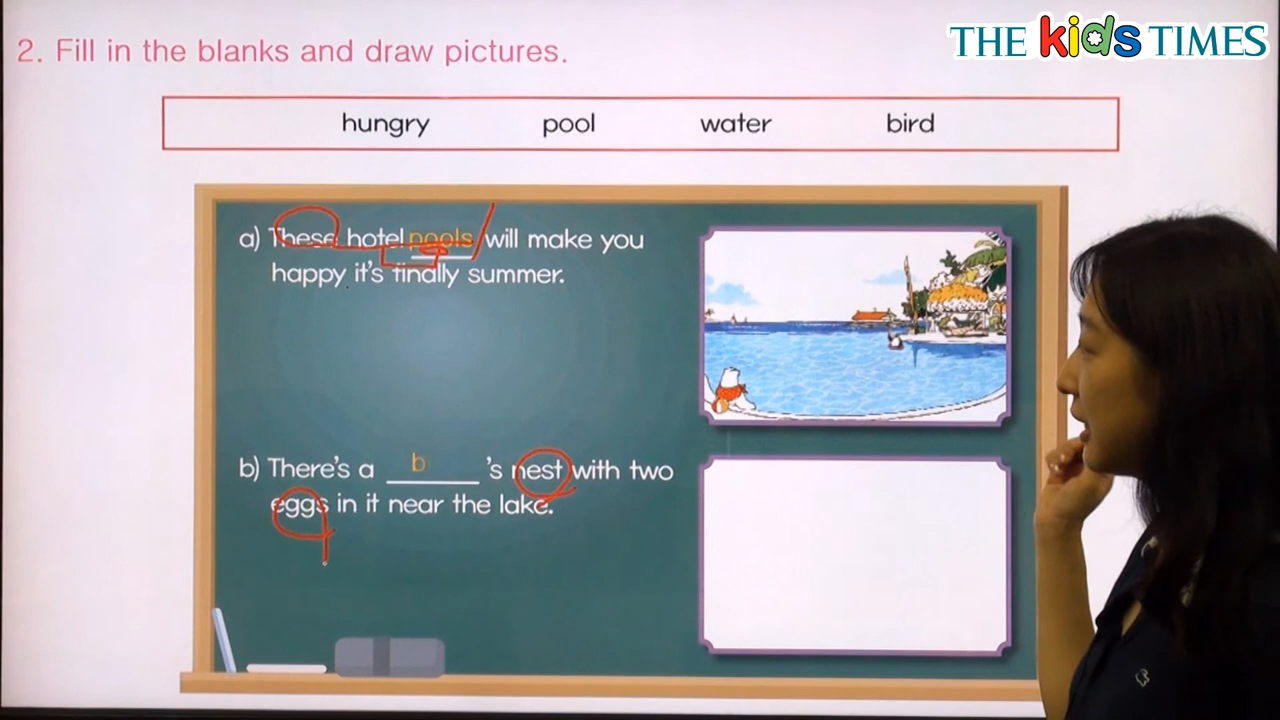 THE kids TIMES
2. Fill in the blanks and draw pictures.
hungry pool water bird
a) These hotel pools will make you
happy it's finally summer.
b) There's a b 's nest with two
eggs in it near the lake.